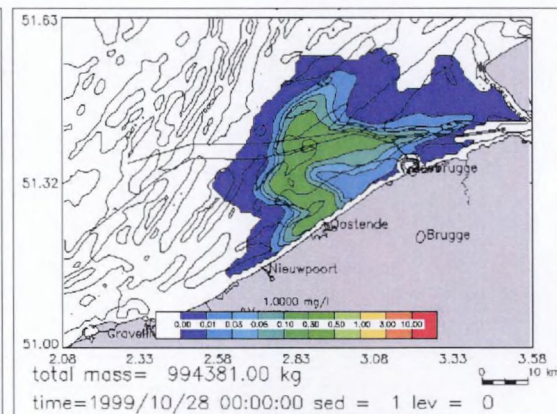 51.63
51.32
51.00
Oostende
Brugge
Nieuwpoort
1.0000 mg/l
0.00 0.01 0.03 0.06 0.10 0.30 0.50 1.00 3.00 10.00
2.08 2.33 2.58 2.83 3.08 3.33 3.58
0 10 km
total mass= 994381.00 kg
time=1999/10/28 00:00:00 sed = 1 lev = 0